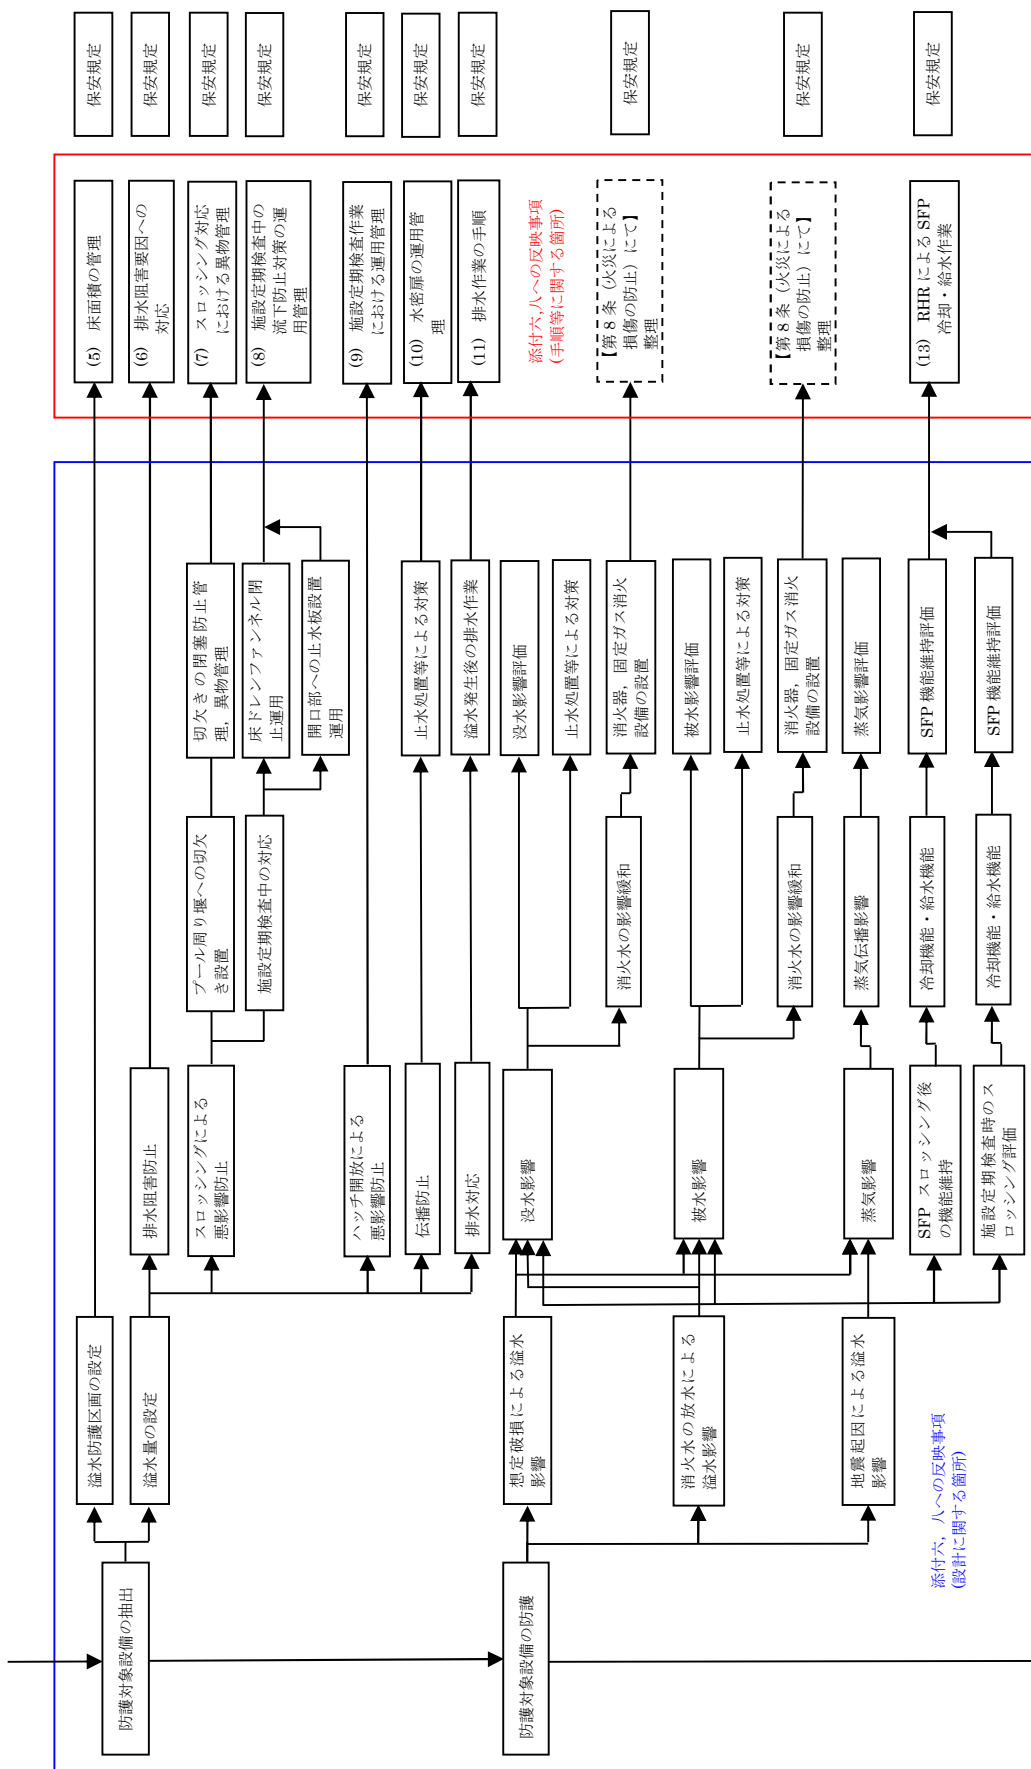 防護対象設備の抽出
溢水防護区画の設定
溢水量の設定
排水阻害防止
スロッシングによる
悪影響防止
ハッチ開放による
悪影響防止
伝播防止
排水対応
プール周り堰への切欠
き設置
施設定期検査中の対応
切欠きの閉塞防止管
理，異物管理
床ドレンファンネル閉
止運用
開口部への止水板設置
運用
止水処置等による対策
溢水発生後の排水作業
(5) 床面積の管理
(6) 排水阻害要因への
対応
(7) スロッシング対応
における異物管理
(8) 施設定期検査中の
流下防止対策の運
用管理
(9) 施設定期検査作業
における運用管理
(10) 水密扉の運用管
理
(11) 排水作業の手順
保安規定
保安規定
保安規定
保安規定
保安規定
保安規定
保安規定
防護対象設備の防護
想定破損による溢水
影響
消火水の放水による
溢水影響
地震起因による溢水
影響
没水影響
被水影響
蒸気影響
SFP スロッシング後
の機能維持
施設定期検査時のス
ロッシング評価
消火水の影響緩和
消火水の影響緩和
蒸気伝播影響
冷却機能・給水機能
冷却機能・給水機能
没水影響評価
止水処置等による対策
消火器，固定ガス消火
設備の設置
被水影響評価
止水処置等による対策
消火器，固定ガス消火
設備の設置
蒸気影響評価
SFP 機能維持評価
SFP 機能維持評価
添付六,八への反映事項
(手順等に関する箇所)
【第８条（火災による
損傷の防止）にて】
整理
【第８条（火災による
損傷の防止）にて】
整理
(13) RHR による SFP
冷却・給水作業
保安規定
保安規定
保安規定
添付六，八への反映事項
(設計に関する箇所)